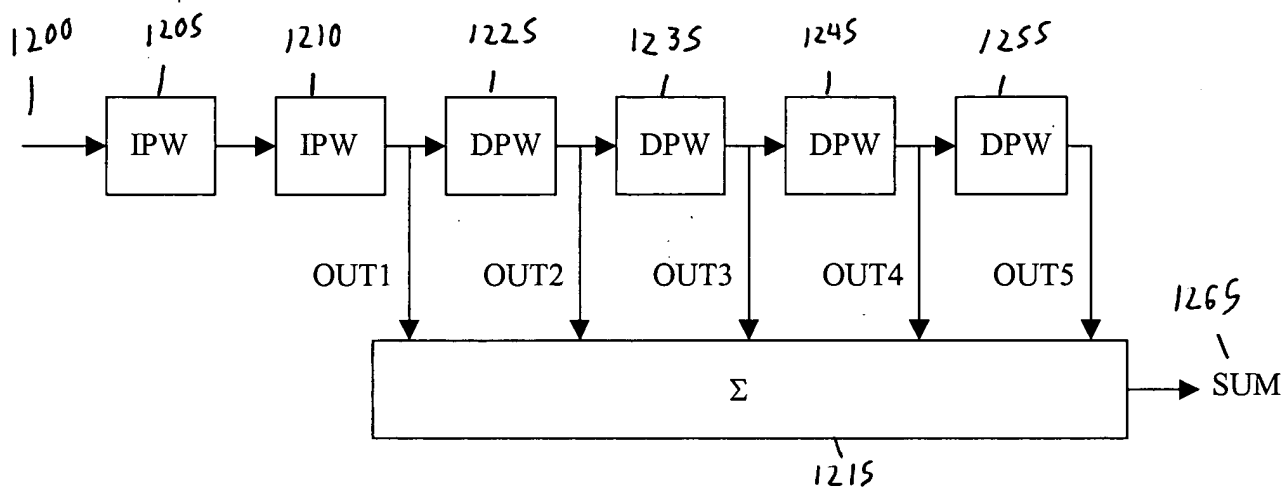 1200 1205 1210 1225 1235 1245 1255
IPW IPW DPW DPW DPW DPW
OUT1 OUT2 OUT3 OUT4 OUT5
1265
Σ SUM
1215